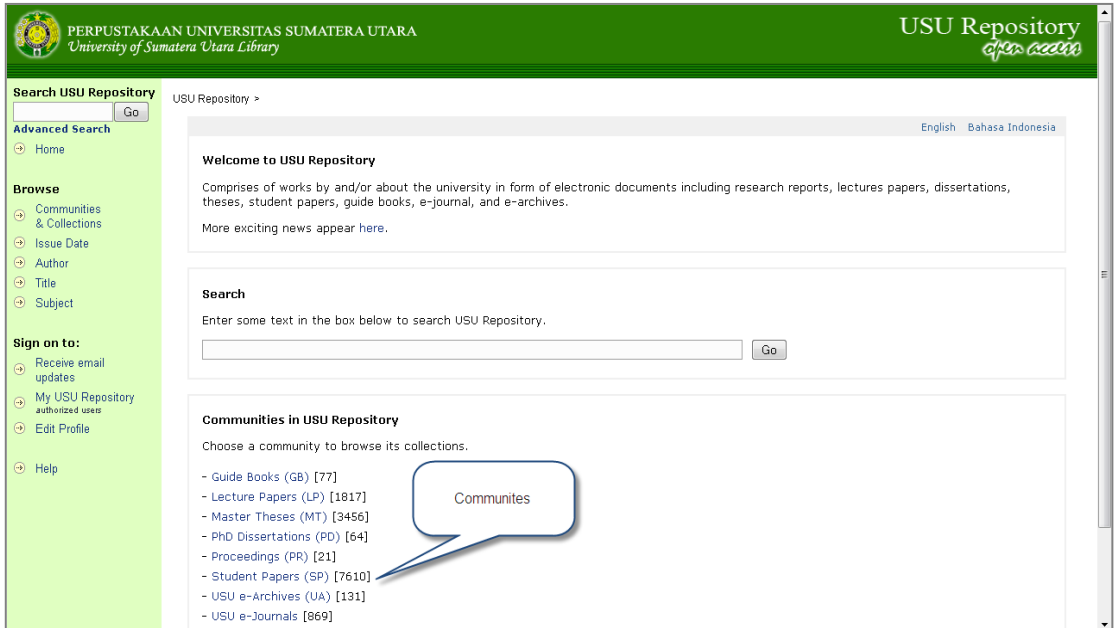 PERPUSTAKAAN UNIVERSITAS SUMATERA UTARA
University of Sumatera Utara Library
USU Repository
open access
Search USU Repository
Go
Advanced Search
Home
Browse
Communities
& Collections
Issue Date
Author
Title
Subject
Sign on to:
Receive email
updates
My USU Repository
authorized users
Edit Profile
Help
USU Repository >
English Bahasa Indonesia
Welcome to USU Repository
Comprises of works by and/or about the university in form of electronic documents including research reports, lectures papers, dissertations,
theses, student papers, guide books, e-journal, and e-archives.
More exciting news appear here.
Search
Enter some text in the box below to search USU Repository.
Go
Communities in USU Repository
Choose a community to browse its collections.
- Guide Books (GB) [77]
- Lecture Papers (LP) [1817]
- Master Theses (MT) [3456]
- PhD Dissertations (PD) [64]
- Proceedings (PR) [21]
- Student Papers (SP) [7610]
- USU e-Archives (UA) [131]
- USU e-Journals [869]
Communites